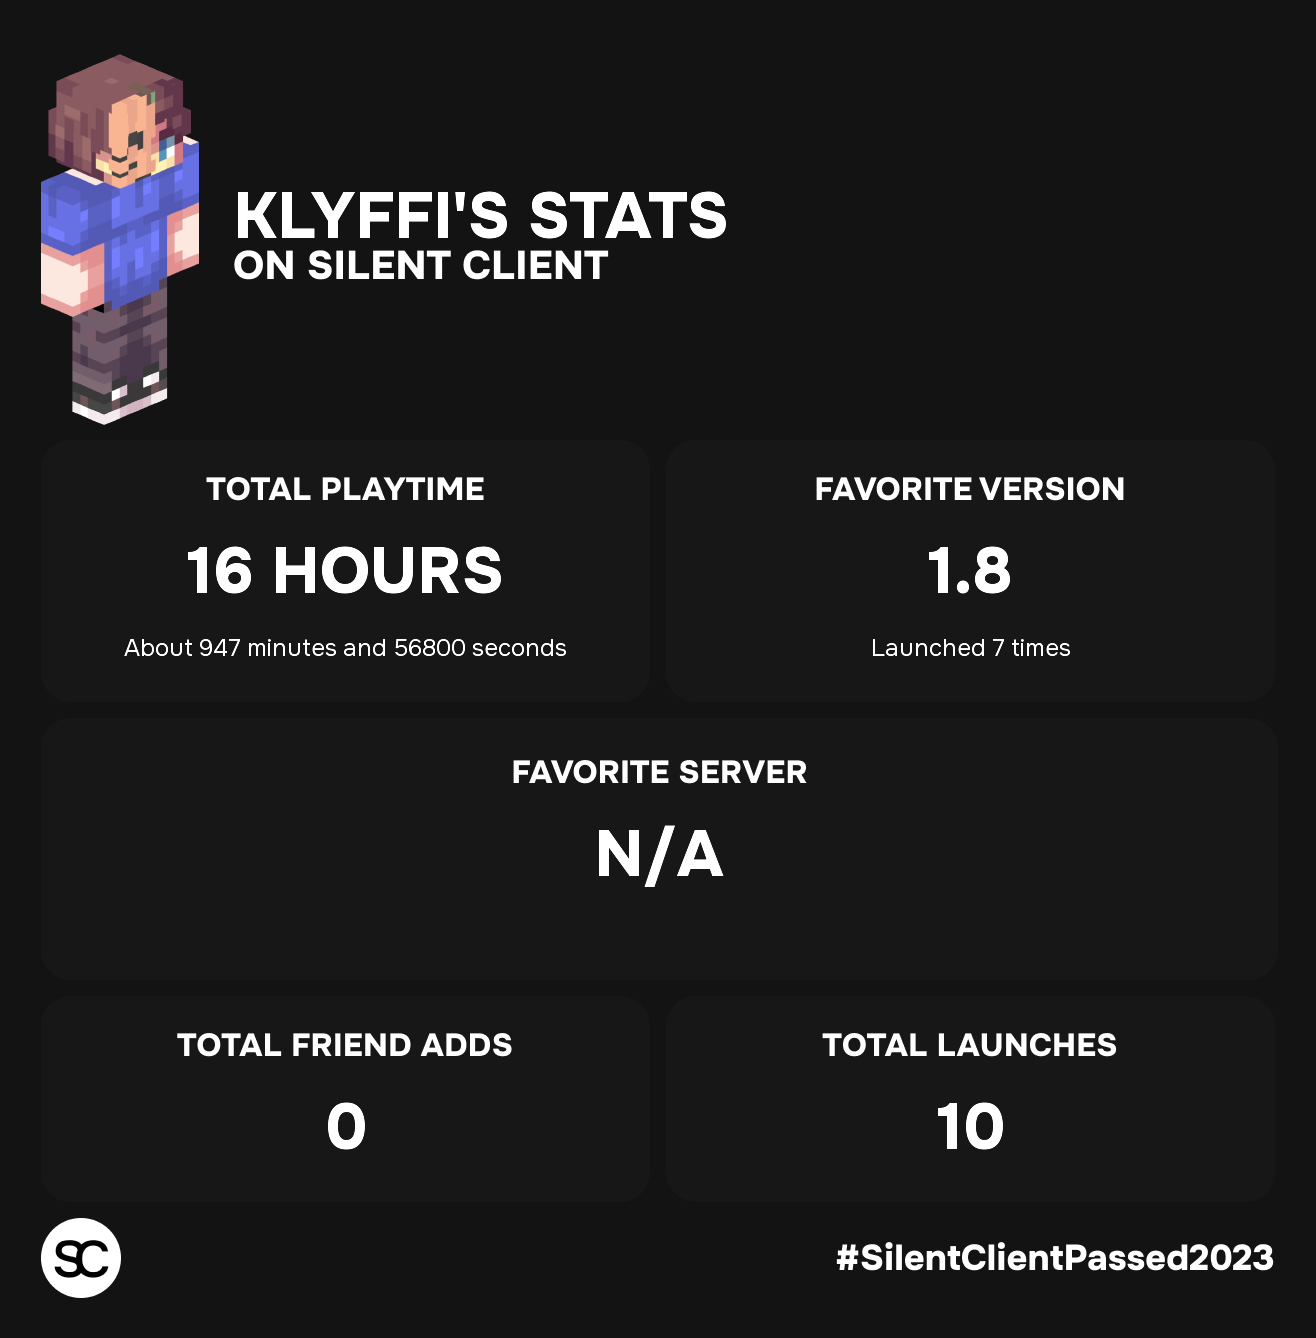 KLYFFI'S STATS
ON SILENT CLIENT
TOTAL PLAYTIME
16 HOURS
About 947 minutes and 56800 seconds
FAVORITE VERSION
1.8
Launched 7 times
FAVORITE SERVER
N/A
TOTAL FRIEND ADDS
0
TOTAL LAUNCHES
10
SC
#SilentClientPassed2023